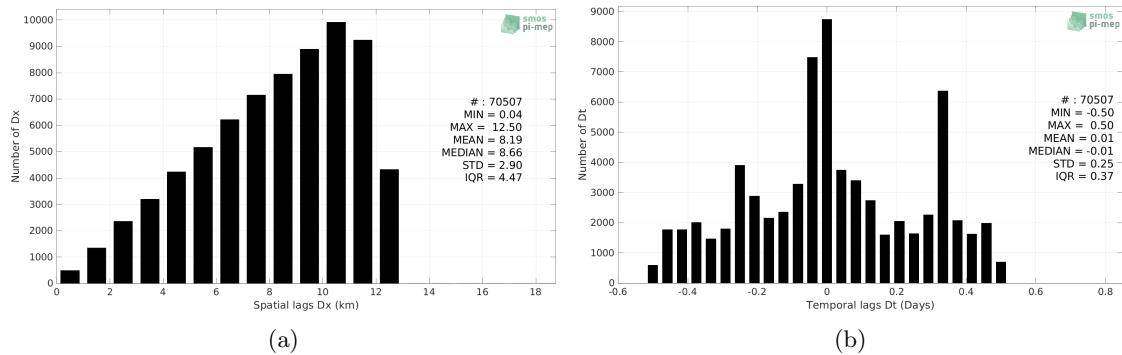 10000
9000
8000
7000
6000
5000
4000
3000
2000
1000
0
Number of Dx
smos
pi-mep
# : 70507
MIN = 0.04
MAX = 12.50
MEAN = 8.19
MEDIAN = 8.66
STD = 2.90
IQR = 4.47
0 2 4 6 8 10 12 14 16 18
Spatial lags Dx (km)
(a)
9000
8000
7000
6000
5000
4000
3000
2000
1000
0
Number of Dt
smos
pi-mep
# : 70507
MIN = -0.50
MAX = 0.50
MEAN = 0.01
MEDIAN = -0.01
STD = 0.25
IQR = 0.37
-0.6 -0.4 -0.2 0 0.2 0.4 0.6 0.8
Temporal lags Dt (Days)
(b)